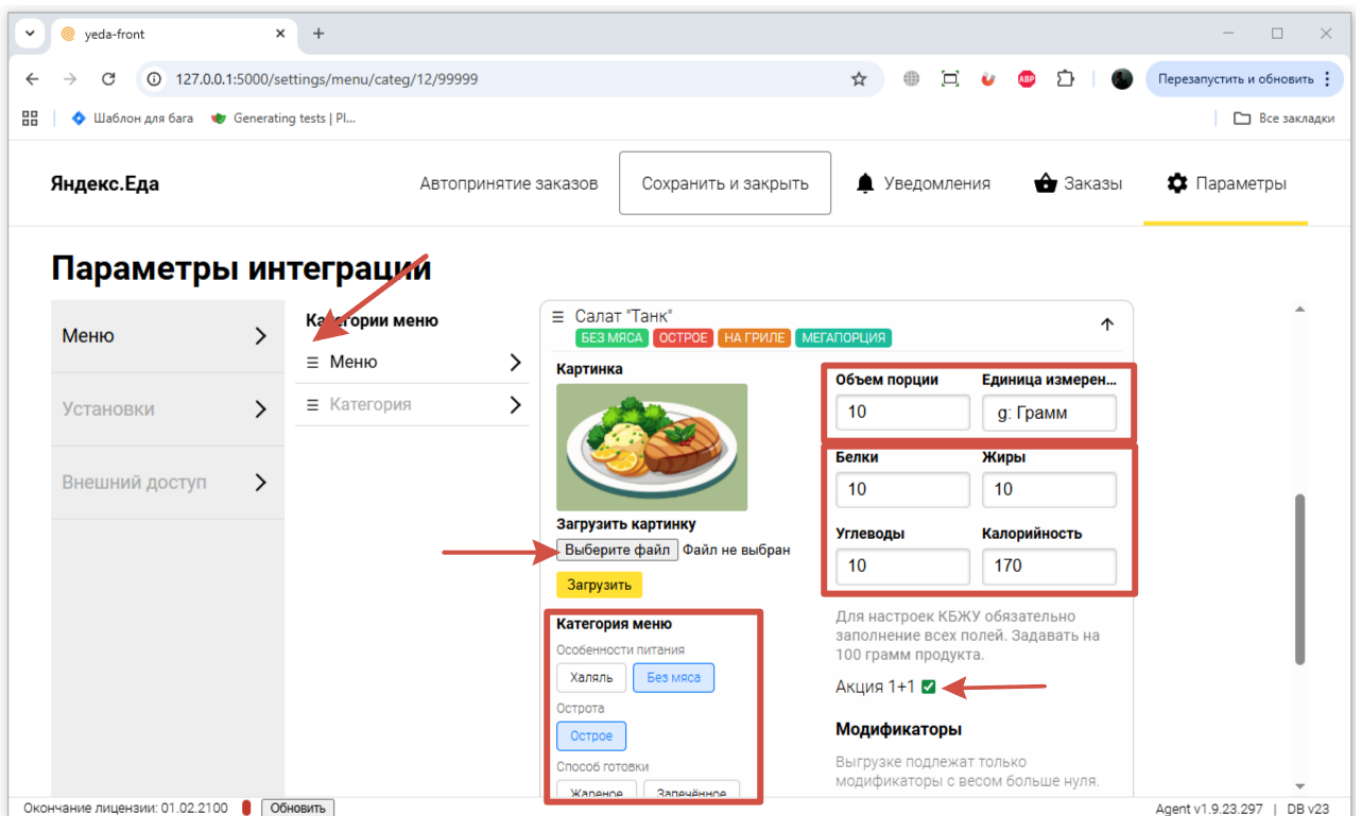 yeda-front
127.0.0.1:5000/settings/menu/categ/12/99999
ABP
Перезапустить и обновить
Шаблон для бага
Generating tests | Pl...
Все закладки
Яндекс.Еда
Автопринятие заказов
Сохранить и закрыть
Уведомления
Заказы
Параметры
Параметры интеграции
Меню
Установки
Внешний доступ
Категории меню
Меню
Категория
Салат "Танк"
БЕЗ МЯСА ОСТРОЕ НА ГРИЛЕ МЕГАПОРЦИЯ
Картинка
Загрузить картинку
Выберите файл Файл не выбран
Загрузить
Категория меню
Особенности питания
Халяль Без мяса
Острота
Острое
Способ готовки
Жареное Запечённое
Объем порции Единица измерен...
10 g: Грамм
Белки Жиры
10 10
Углеводы Калорийность
10 170
Для настроек КБЖУ обязательно
заполнение всех полей. Задавать на
100 грамм продукта.
Акция 1+1
Модификаторы
Выгрузке подлежат только
модификаторы с весом больше нуля.
Окончание лицензии: 01.02.2100 Обновить
Agent v1.9.23.297 | DB v23